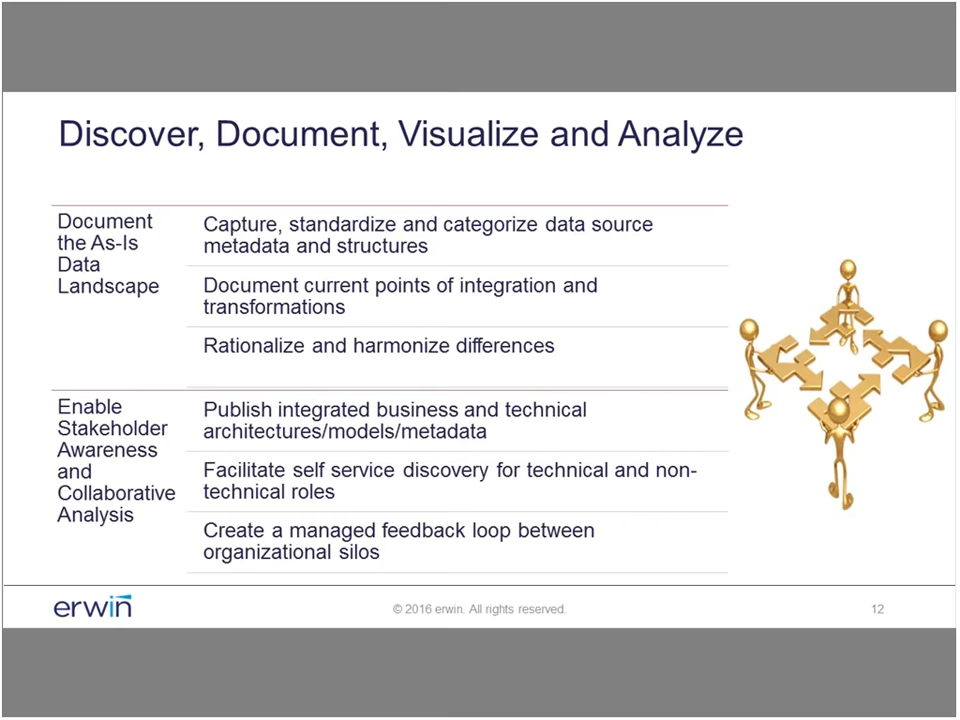 Discover, Document, Visualize and Analyze
Document
the As-Is
Data
Landscape
Capture, standardize and categorize data source
metadata and structures
Document current points of integration and
transformations
Rationalize and harmonize differences
Enable
Stakeholder
Awareness
and
Collaborative
Analysis
Publish integrated business and technical
architectures/models/metadata
Facilitate self service discovery for technical and non-
technical roles
Create a managed feedback loop between
organizational silos
erwin
© 2016 erwin. All rights reserved.
12